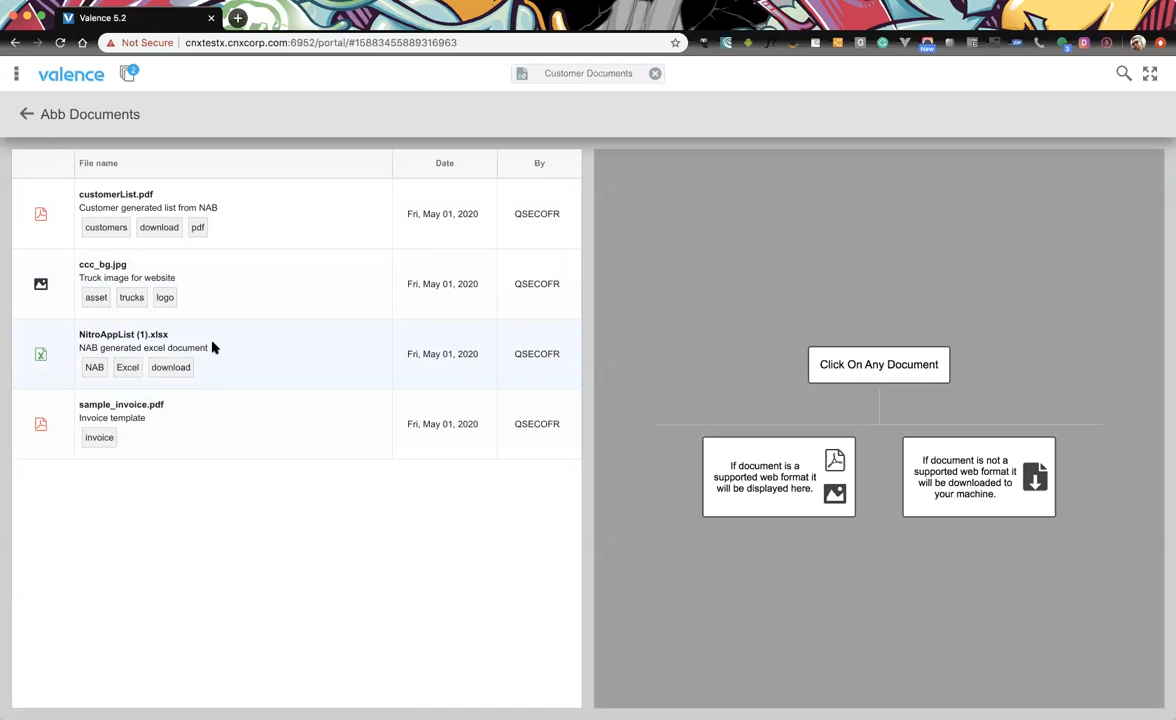 Valence 5.2
Not Secure cnxtestx.cnxcorp.com:6952/portal/#15883455889316963
New
3
valence 2 Customer Documents
Abb Documents
File name Date By
customerList.pdf
Customer generated list from NAB
customers download pdf
Fri, May 01, 2020 QSECOFR
ccc_bg.jpg
Truck image for website
asset trucks logo
Fri, May 01, 2020 QSECOFR
NitroAppList (1).xlsx
NAB generated excel document
NAB Excel download
Fri, May 01, 2020 QSECOFR
sample_invoice.pdf
Invoice template
invoice
Fri, May 01, 2020 QSECOFR
Click On Any Document
If document is a
supported web format it
will be displayed here.
If document is not a
supported web format it
will be downloaded to
your machine.